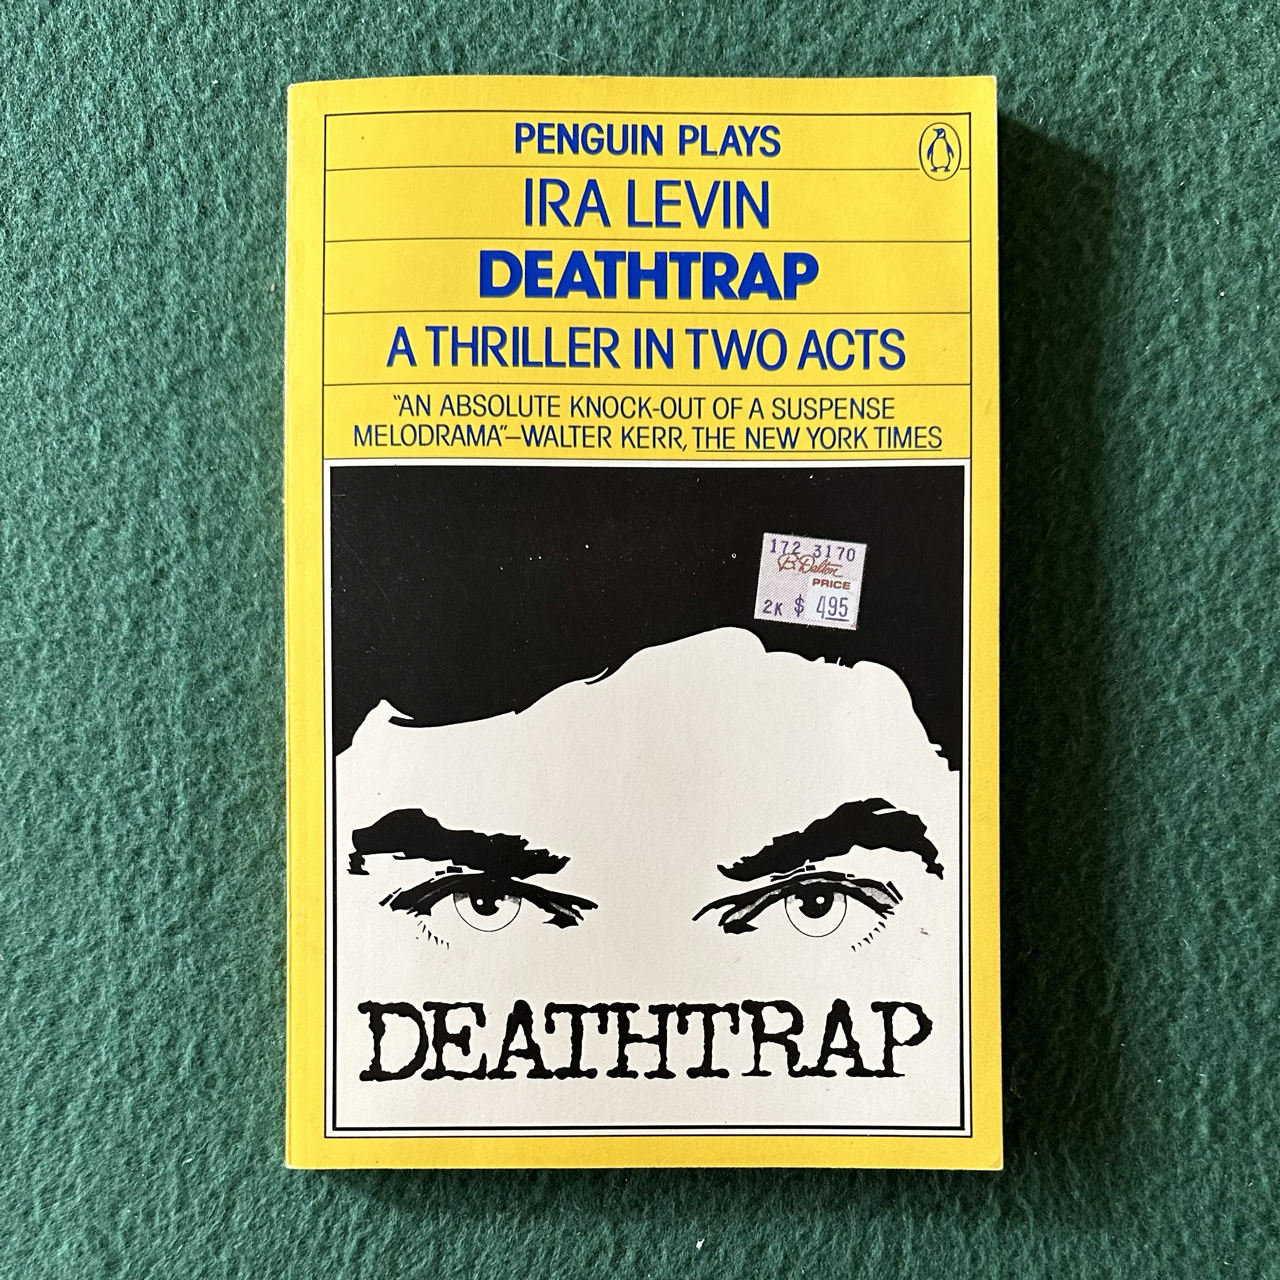 PENGUIN PLAYS
IRA LEVIN
DEATHTRAP
A THRILLER IN TWO ACTS
"AN ABSOLUTE KNOCK-OUT OF A SUSPENSE
MELODRAMA"—WALTER KERR, THE NEW YORK TIMES
172 3170
B. Dalton
PRICE
2K $ 495
DEATHTRAP